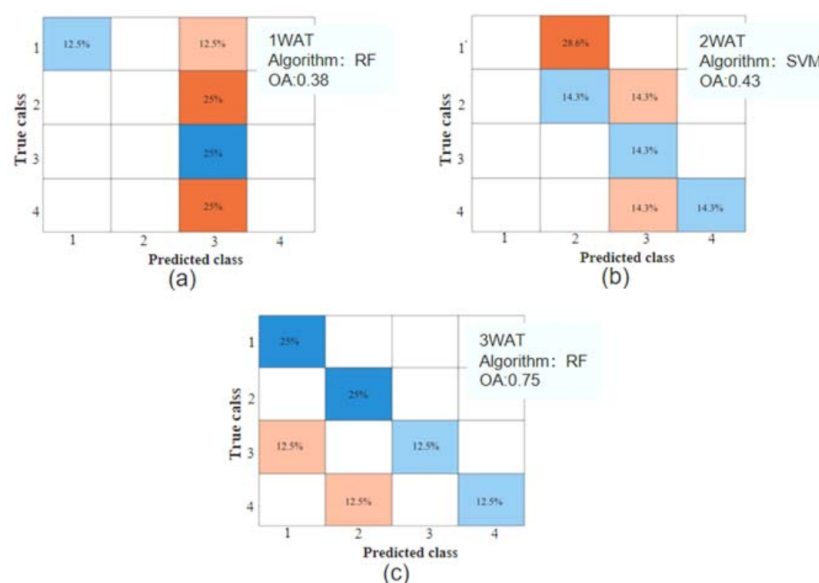 1
12.5%
12.5%
1WAT
Algorithm: RF
OA:0.38
2
25%
3
25%
4
25%
True calss
1
2
3
4
Predicted class
(a)
1
28.6%
2WAT
Algorithm: SVM
OA:0.43
2
14.3%
14.3%
3
14.3%
4
14.3%
14.3%
True calss
1
2
3
4
Predicted class
(b)
1
25%
3WAT
Algorithm: RF
OA:0.75
2
25%
3
12.5%
12.5%
4
12.5%
12.5%
True calss
1
2
3
4
Predicted class
(c)